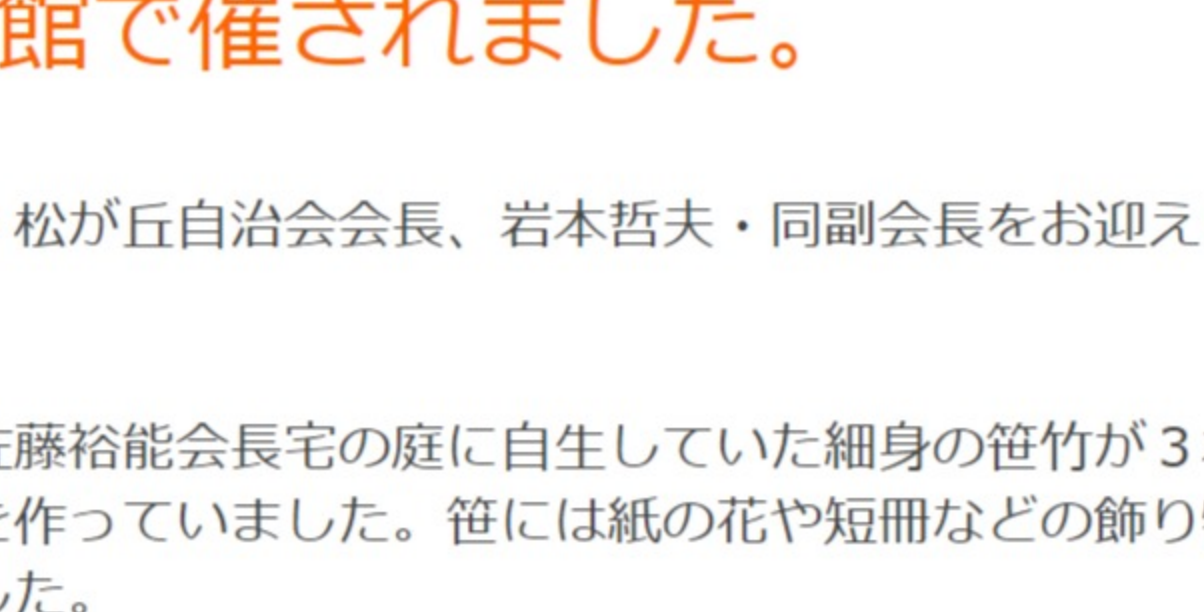 館で催されました。
松が丘自治会会長、岩本哲夫・同副会長をお迎え
佐藤裕能会長宅の庭に自生していた細身の笹竹が３
を作っていました。笹には紙の花や短冊などの飾り
した。